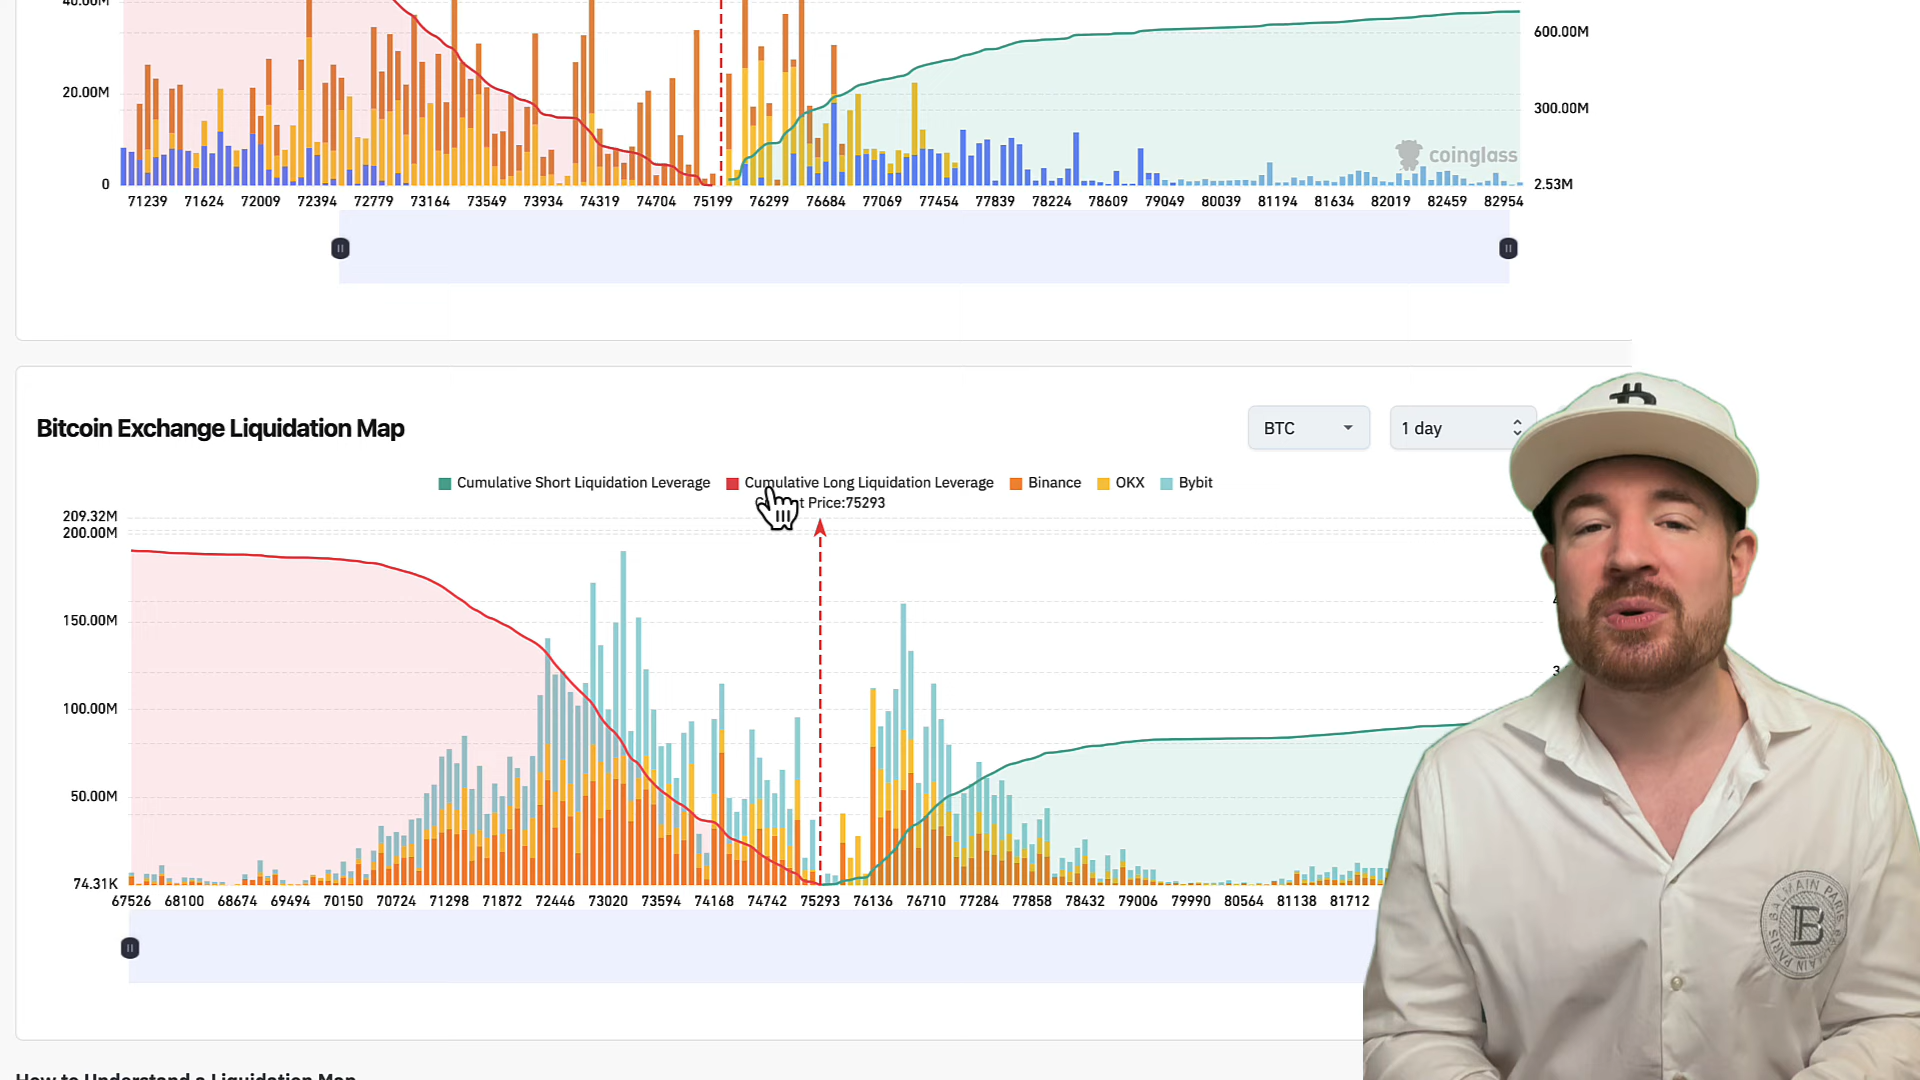 40.00M
600.00M
20.00M
300.00M
coinglass
0
2.53M
71239 71624 72009 72394 72779 73164 73549 73934 74319 74704 75199 76299 76684 77069 77454 77839 78224 78609 79049 80039 81194 81634 82019 82459 82954
Bitcoin Exchange Liquidation Map
BTC
1 day
Cumulative Short Liquidation Leverage Cumulative Long Liquidation Leverage Binance OKX Bybit
t Price:75293
209.32M
200.00M
150.00M
100.00M
50.00M
74.31K
67526 68100 68674 69494 70150 70724 71298 71872 72446 73020 73594 74168 74742 75293 76136 76710 77284 77858 78432 79006 79990 80564 81138 81712
BALMAIN PARIS
B
How to Understand a Liquidation Map